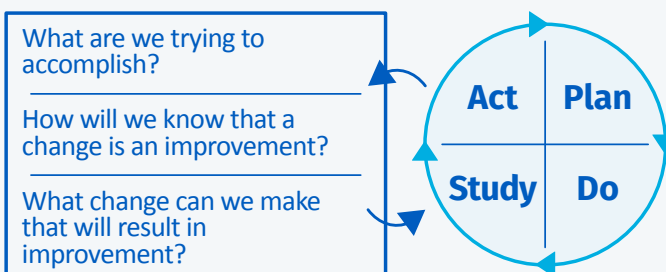 What are we trying to
accomplish?
How will we know that a
change is an improvement?
What change can we make
that will result in
improvement?
Act
Plan
Study
Do